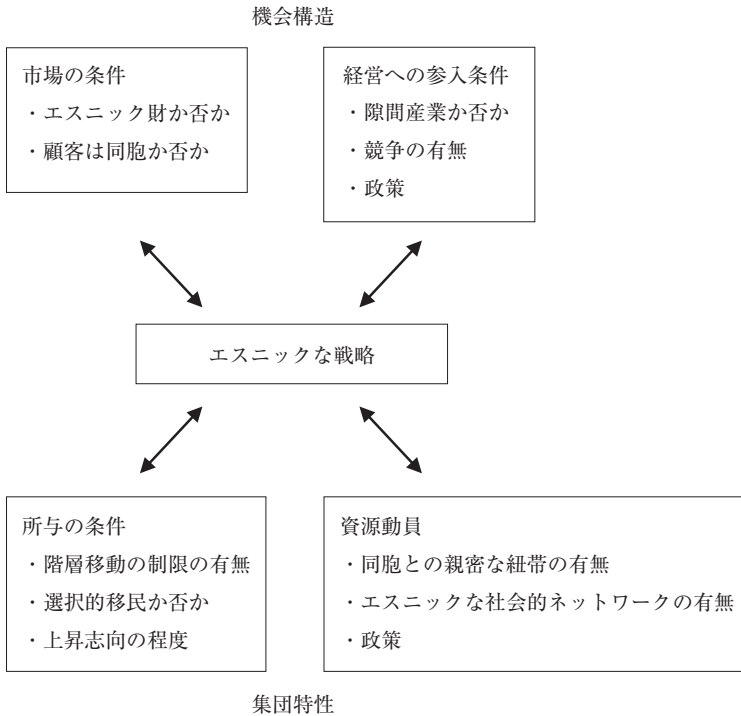 機会構造
市場の条件
・エスニック財か否か
・顧客は同胞か否か
経営への参入条件
・隙間産業か否か
・競争の有無
・政策
エスニックな戦略
所与の条件
・階層移動の制限の有無
・選択的移民か否か
・上昇志向の程度
資源動員
・同胞との親密な紐帯の有無
・エスニックな社会的ネットワークの有無
・政策
集団特性